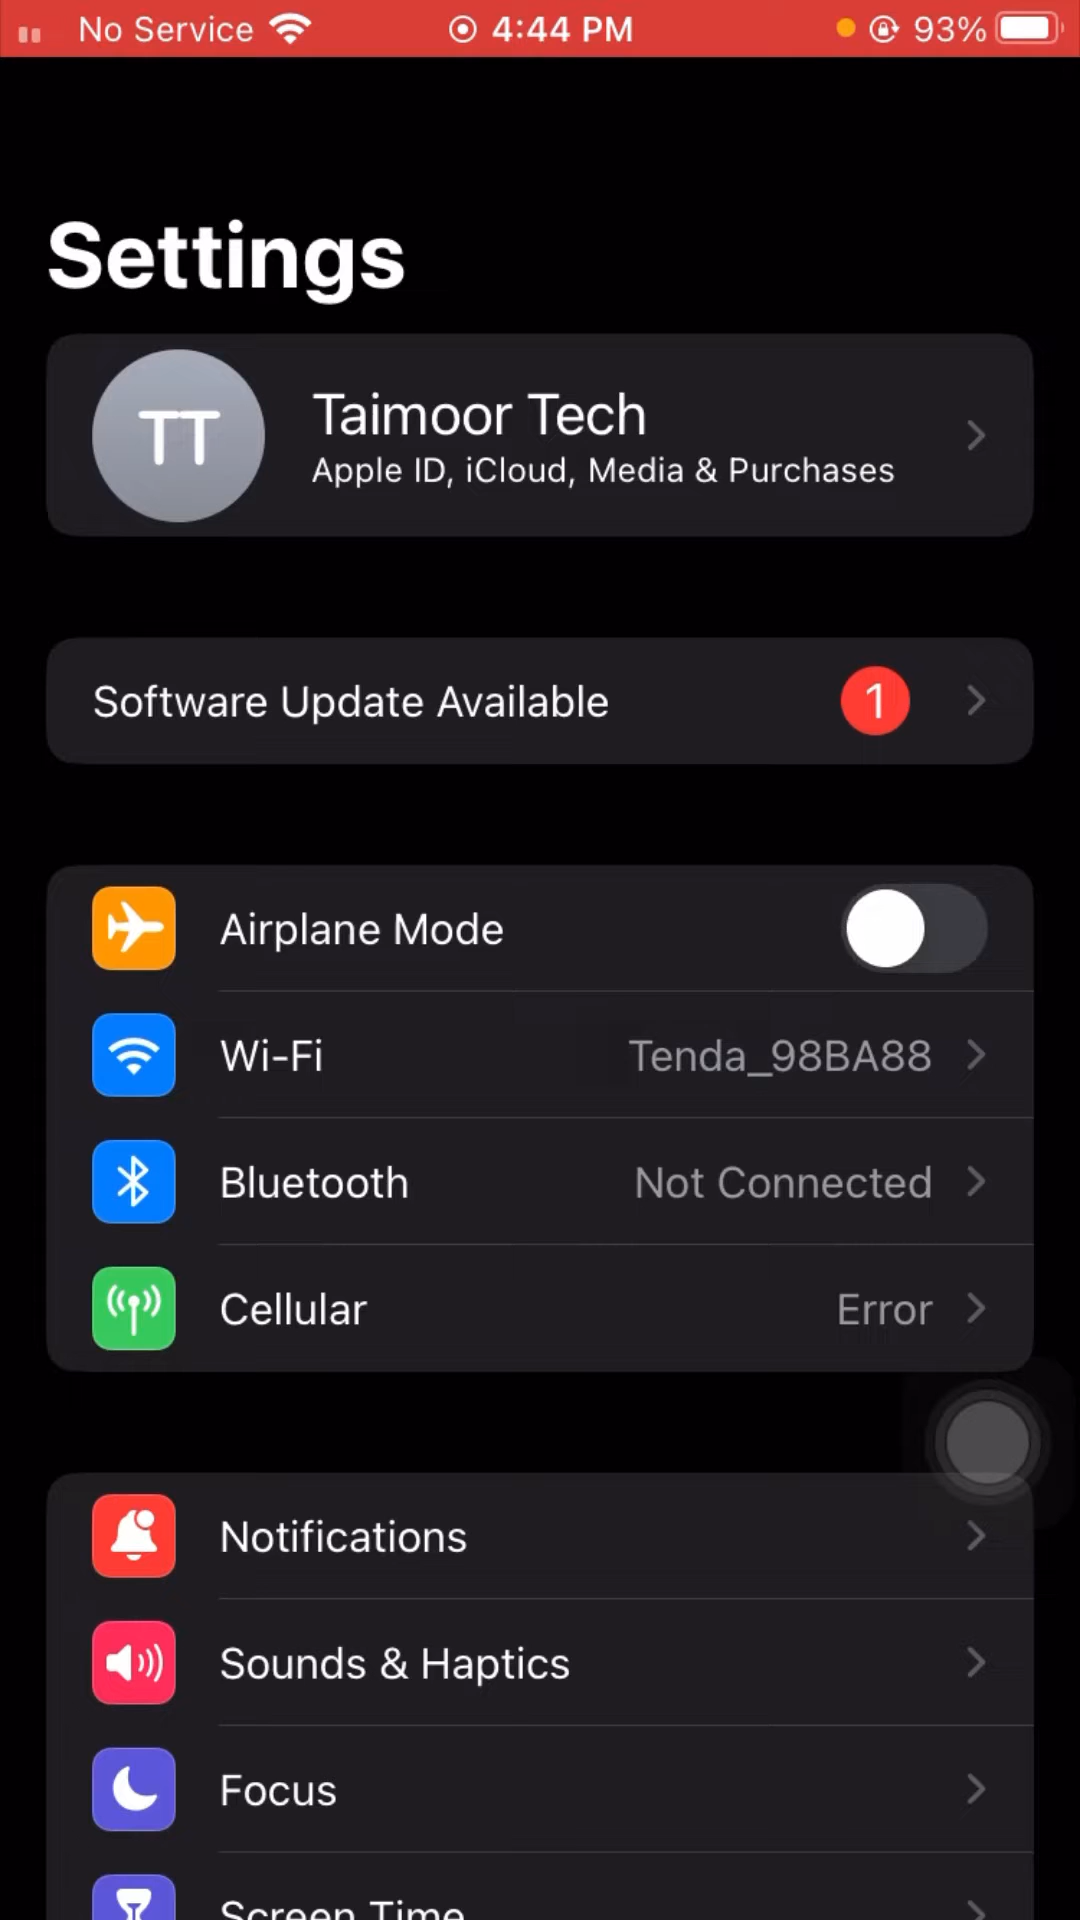 No Service 4:44 PM 93%
Settings
TT
Taimoor Tech
Apple ID, iCloud, Media & Purchases
Software Update Available 1
Airplane Mode
Wi-Fi Tenda_98BA88
Bluetooth Not Connected
Cellular Error
Notifications
Sounds & Haptics
Focus
Screen Time